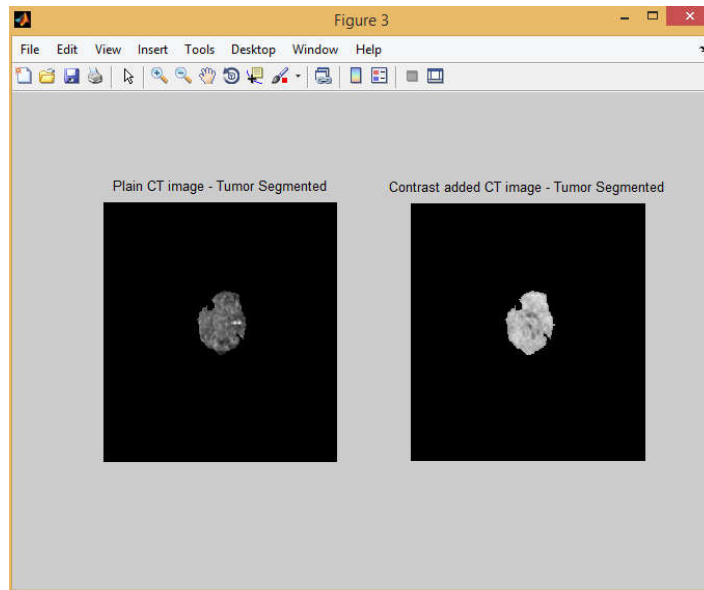 Figure 3
File Edit View Insert Tools Desktop Window Help
Plain CT image - Tumor Segmented
Contrast added CT image - Tumor Segmented